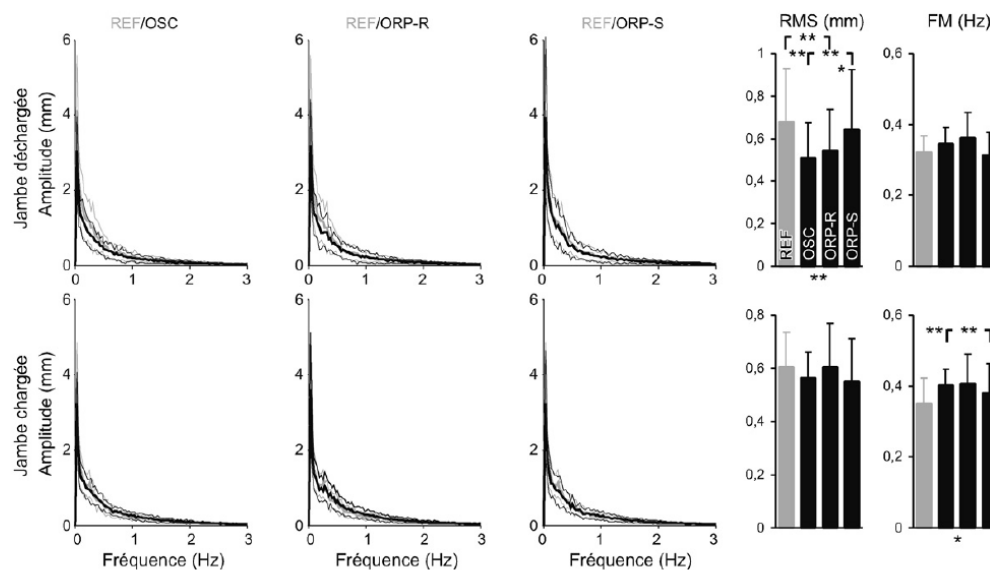 REF/OSC
REF/ORP-R
REF/ORP-S
RMS (mm)
FM (Hz)
Jambe déchargée
Amplitude (mm)
6
4
2
0
0 1 2 3
6
4
2
0
0 1 2 3
6
4
2
0
0 1 2 3
1
0,8
0,6
0,4
0,2
0
** ** ** *
REF
OSC
ORP-R
ORP-S
**
0,6
0,4
0,2
0
Jambe chargée
Amplitude (mm)
6
4
2
0
0 1 2 3
Fréquence (Hz)
6
4
2
0
0 1 2 3
Fréquence (Hz)
6
4
2
0
0 1 2 3
Fréquence (Hz)
0,8
0,6
0,4
0,2
0
0,6
0,4
0,2
0
** **
*